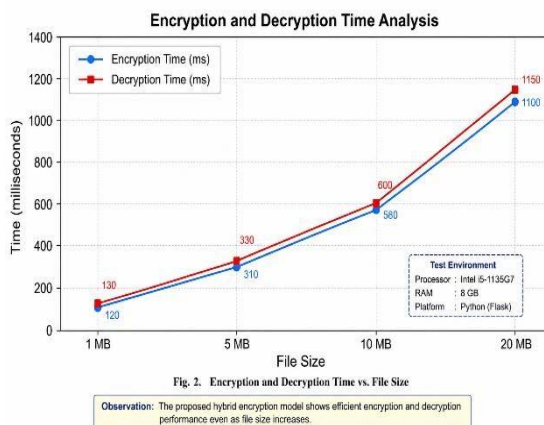 Encryption and Decryption Time Analysis
1400
Encryption Time (ms)
Decryption Time (ms)
1200
1150
1100
1000
800
600
600
580
400
330
310
200
130
120
0
Time (milliseconds)
Test Environment
Processor : Intel i5-1135G7
RAM : 8 GB
Platform : Python (Flask)
1 MB 5 MB 10 MB 20 MB
File Size
Fig. 2. Encryption and Decryption Time vs. File Size
Observation: The proposed hybrid encryption model shows efficient encryption and decryption
performance even as file size increases.